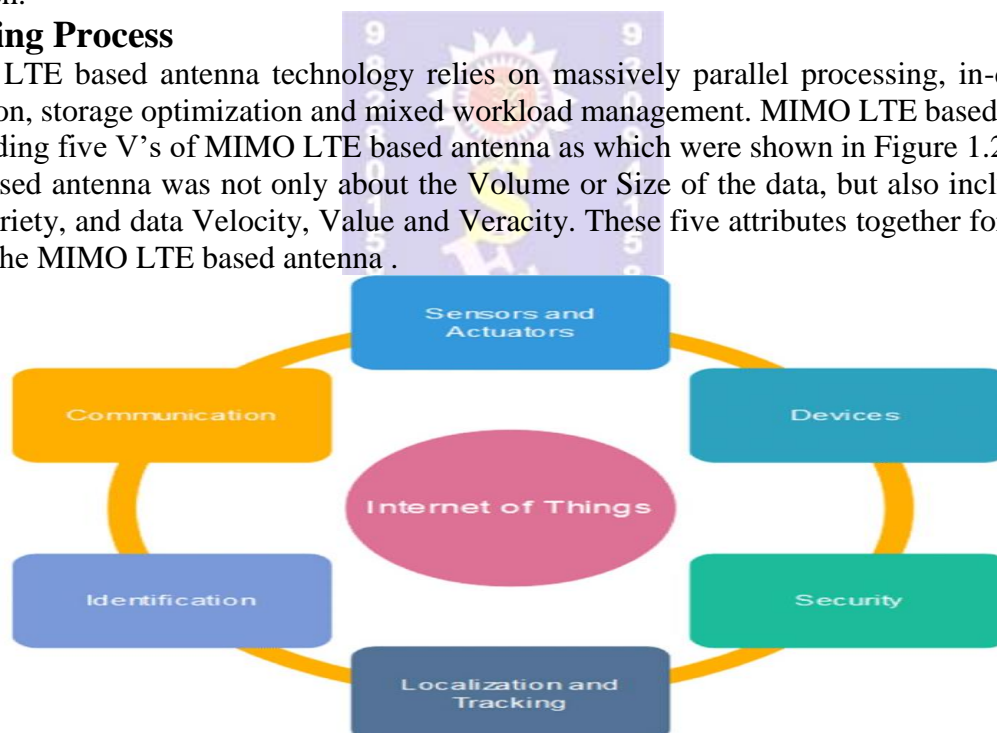 ing Process
LTE based antenna technology relies on massively parallel processing, in-
on, storage optimization and mixed workload management. MIMO LTE based
ding five V's of MIMO LTE based antenna as which were shown in Figure 1.2
sed antenna was not only about the Volume or Size of the data, but also incl
riety, and data Velocity, Value and Veracity. These five attributes together for
he MIMO LTE based antenna .
Sensors and
Actuators
Communication
Devices
Internet of Things
Identification
Security
Localization and
Tracking